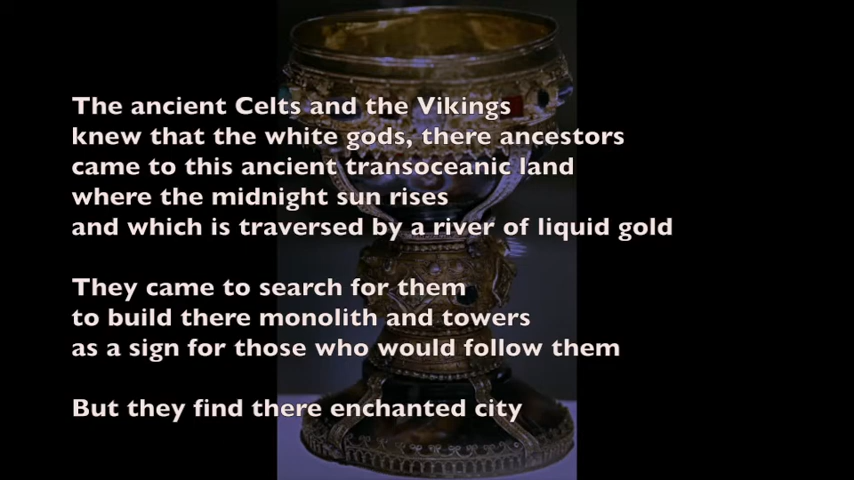 The ancient Celts and the Vikings
knew that the white gods, there ancestors
came to this ancient transoceanic land
where the midnight sun rises
and which is traversed by a river of liquid gold
They came to search for them
to build there monolith and towers
as a sign for those who would follow them
But they find there enchanted city